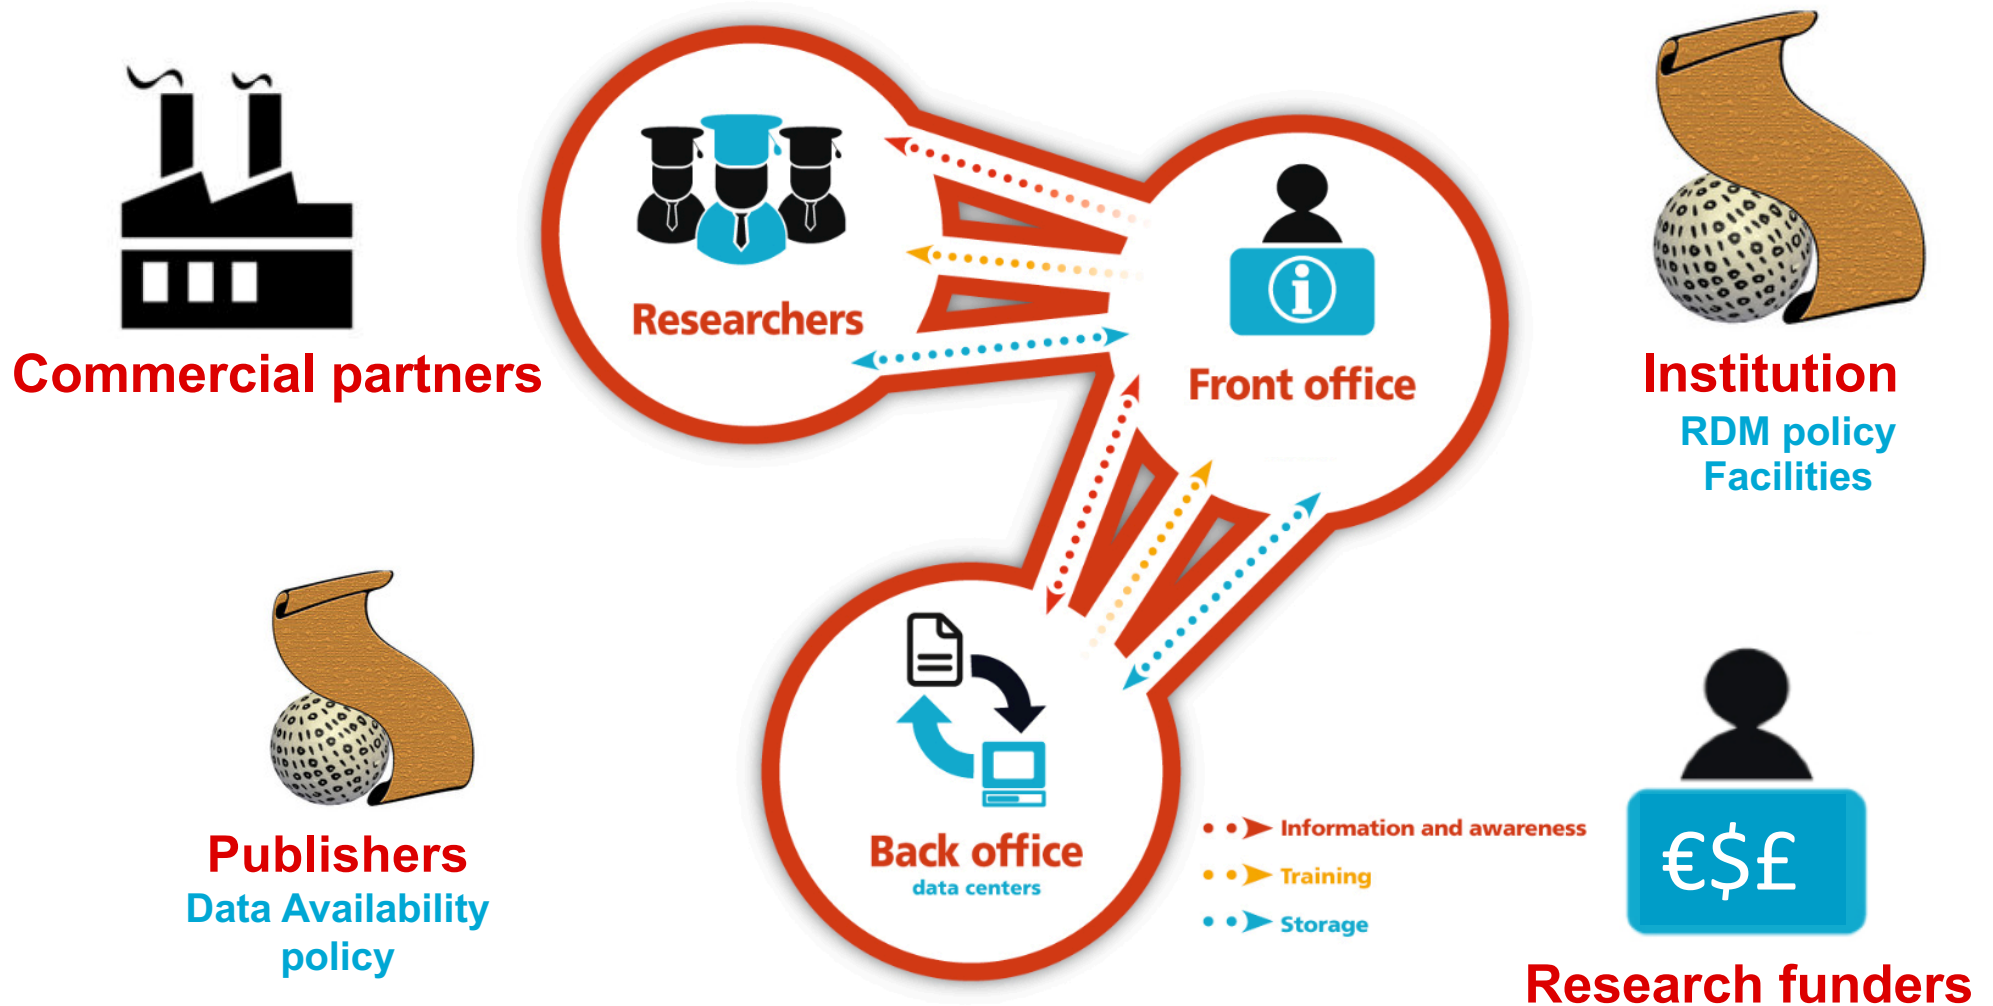 Researchers
Front office
Commercial partners
Institution
RDM policy
Facilities
Publishers
Data Availability
policy
Back office
data centers
Information and awareness
Training
Storage
€$£
Research funders